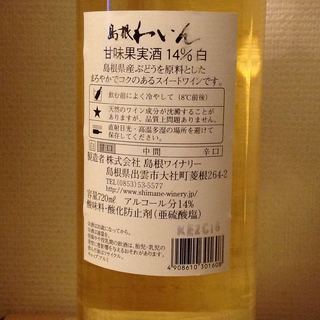 島根わいん
甘味果実酒 14% 白
島根県産ぶどうを原料とした
まろやかでコクのあるスイートワインです。
飲む前によく冷やして(8℃前後)
天然のワイン成分が沈澱することが
ありますが、品質上問題ありません。
直射日光・高温多湿の場所を避けて
保存してください。
白 甘口 中間 辛口
製造者 株式会社 島根ワイナリー
島根県出雲市大社町菱根264-2
TEL(0853)53-5577
http://www.shimane-winery.jp/
容量720㎖ アルコール分14%
酸味料・酸化防止剤(亜硫酸塩)
4908610301608